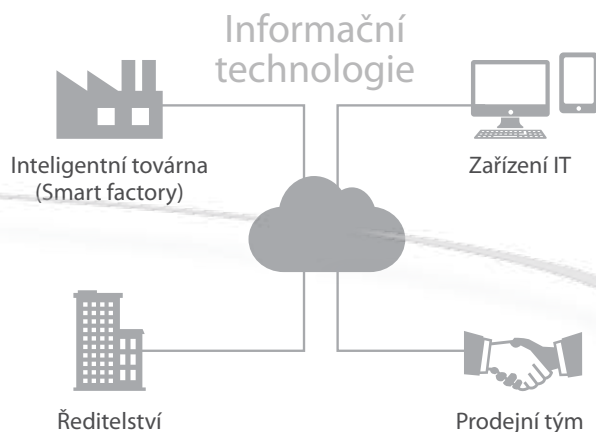 Informační
technologie
Inteligentní továrna
(Smart factory)
Zařízení IT
Ředitelství
Prodejní tým